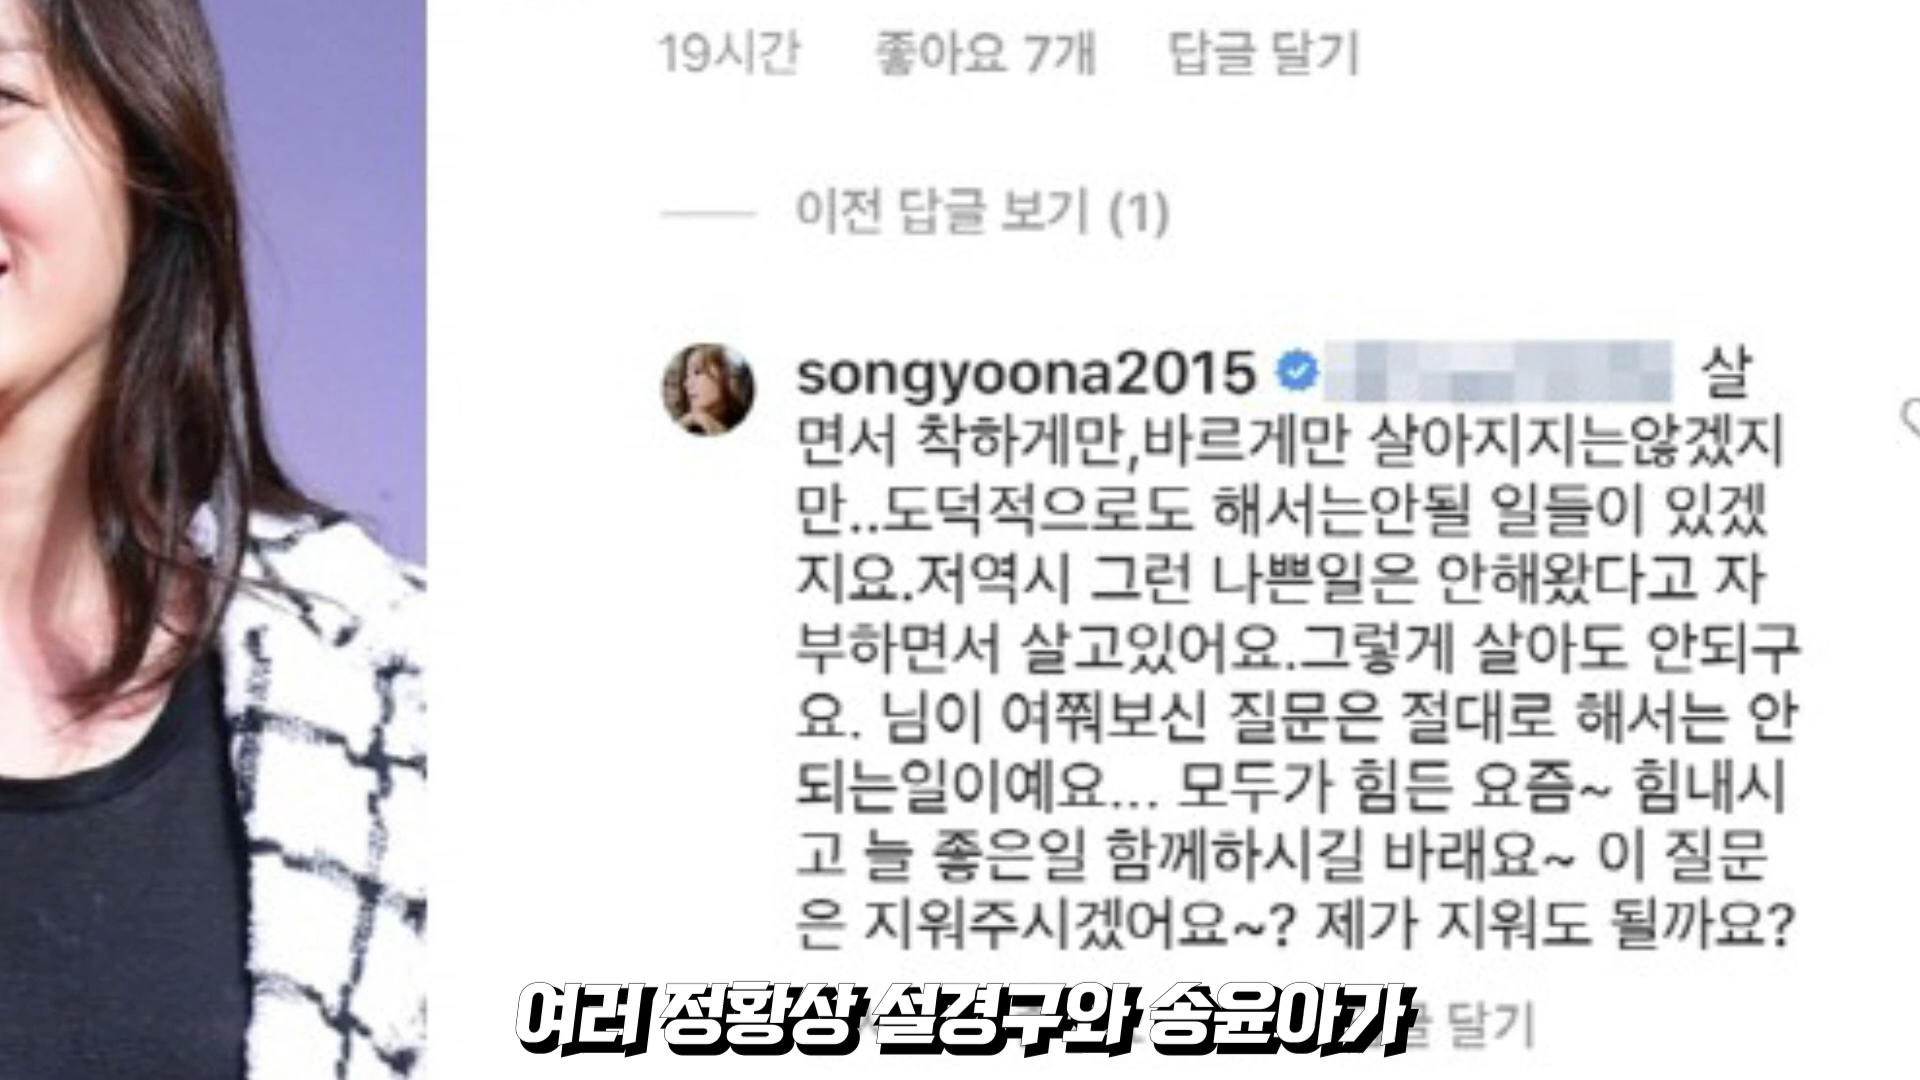 19시간 좋아요 7개 답글 달기
이전 답글 보기 (1)
songyoona2015 살
면서 착하게만,바르게만 살아지지는않겠지
만..도덕적으로도 해서는안될 일들이 있겠
지요.저역시 그런 나쁜일은 안해왔다고 자
부하면서 살고있어요.그렇게 살아도 안되구
요. 님이 여쭤보신 질문은 절대로 해서는 안
되는일이예요... 모두가 힘든 요즘~ 힘내시
고 늘 좋은일 함께하시길 바래요~ 이 질문
은 지워주시겠어요~? 제가 지워도 될까요?
달기
여러 정황상 설경구와 송윤아가